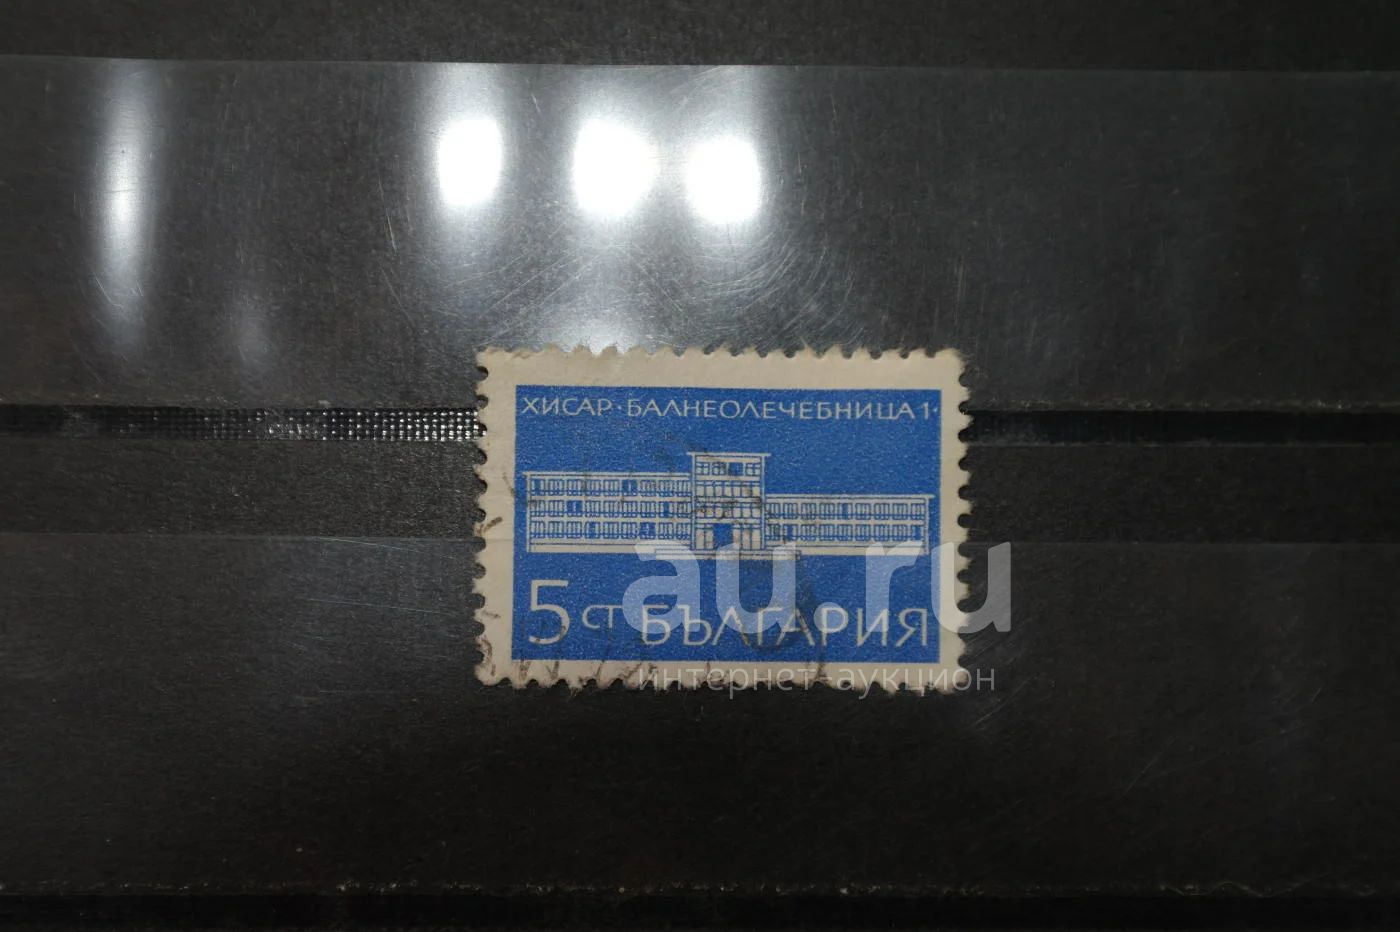 ХИСАР·БАЛНЕОЛЕЧЕБНИЦА 1·
5 СТ БЪЛГАРИЯ
au.ru
интернет-аукцион